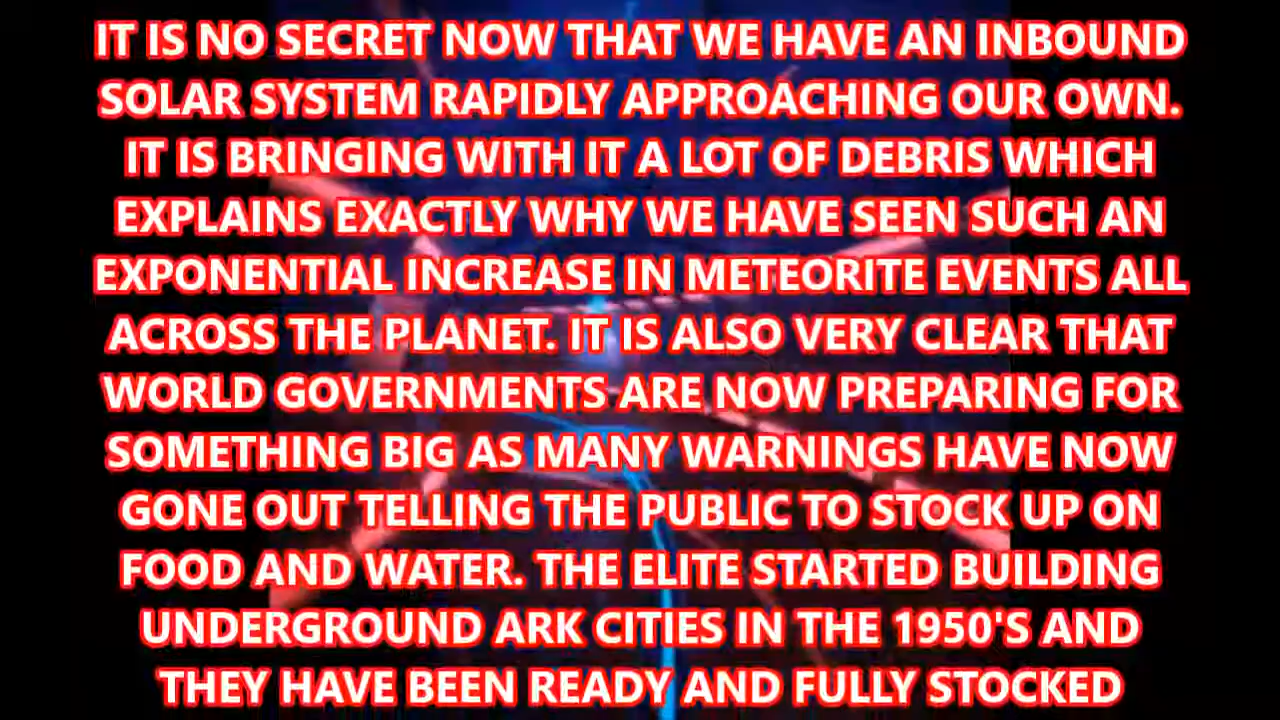 IT IS NO SECRET NOW THAT WE HAVE AN INBOUND
SOLAR SYSTEM RAPIDLY APPROACHING OUR OWN.
IT IS BRINGING WITH IT A LOT OF DEBRIS WHICH
EXPLAINS EXACTLY WHY WE HAVE SEEN SUCH AN
EXPONENTIAL INCREASE IN METEORITE EVENTS ALL
ACROSS THE PLANET. IT IS ALSO VERY CLEAR THAT
WORLD GOVERNMENTS ARE NOW PREPARING FOR
SOMETHING BIG AS MANY WARNINGS HAVE NOW
GONE OUT TELLING THE PUBLIC TO STOCK UP ON
FOOD AND WATER. THE ELITE STARTED BUILDING
UNDERGROUND ARK CITIES IN THE 1950'S AND
THEY HAVE BEEN READY AND FULLY STOCKED